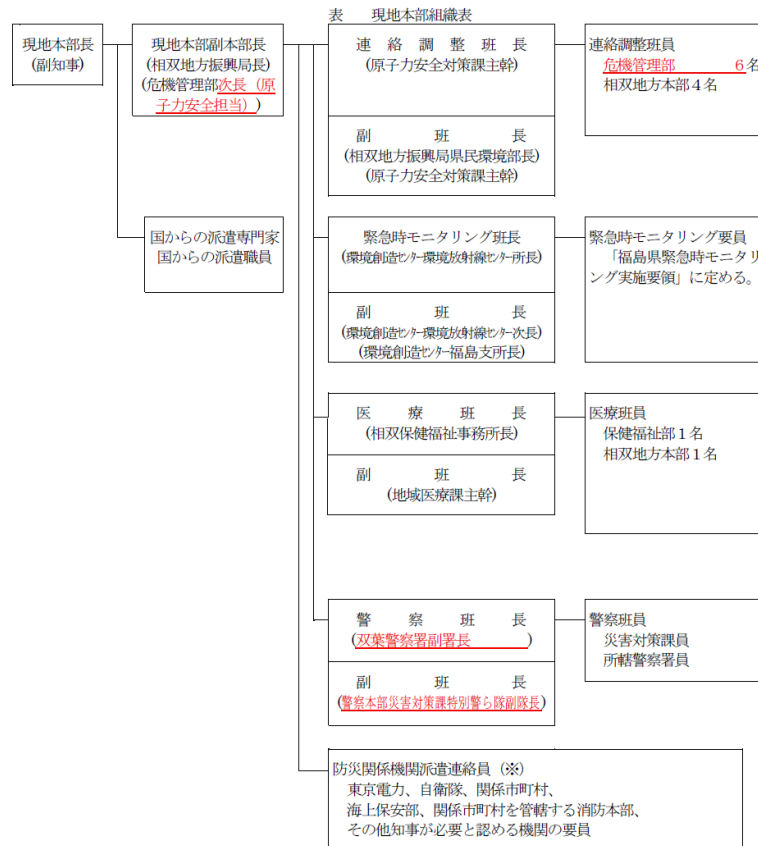 表　現地本部組織表
現地本部長
(副知事)
現地本部副本部長
(相双地方振興局長)
(危機管理部次長（原
子力安全担当）)
国からの派遣専門家
国からの派遣職員
連絡調整班長
(原子力安全対策課主幹)
副班長
(相双地方振興局県民環境部長)
(原子力安全対策課主幹)
連絡調整班員
危機管理部　　　　　6名
相双地方本部4名
緊急時モニタリング班長
(環境創造ｾﾝﾀｰ環境放射線ｾﾝﾀｰ所長)
副班長
(環境創造ｾﾝﾀｰ環境放射線ｾﾝﾀｰ次長)
(環境創造ｾﾝﾀｰ福島支所長)
緊急時モニタリング要員
「福島県緊急時モニタリ
ング実施要領」に定める。
医療班長
(相双保健福祉事務所長)
副班長
(地域医療課主幹)
医療班員
保健福祉部1名
相双地方本部1名
警察班長
(双葉警察署副署長　　　　)
副班長
(警察本部災害対策課特別警ら隊副隊長)
警察班員
災害対策課員
所轄警察署員
防災関係機関派遣連絡員（※）
東京電力、自衛隊、関係市町村、
海上保安部、関係市町村を管轄する消防本部、
その他知事が必要と認める機関の要員